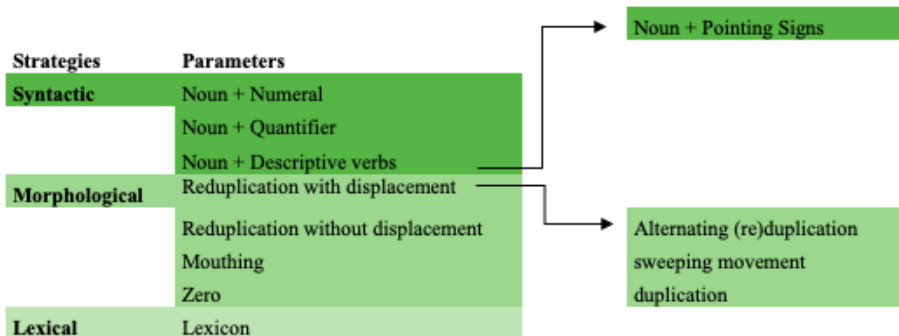 Noun + Pointing Signs
Strategies Parameters
Syntactic Noun + Numeral
Noun + Quantifier
Noun + Descriptive verbs
Morphological Reduplication with displacement
Reduplication without displacement
Mouthing
Zero
Lexical Lexicon
Alternating (re)duplication
sweeping movement
duplication